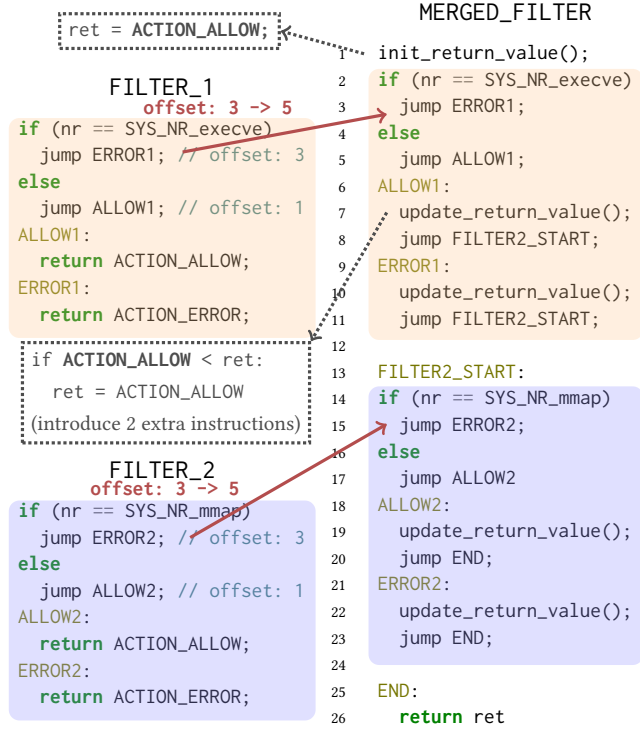 ret = ACTION_ALLOW;
FILTER_1
offset: 3 -> 5
if (nr == SYS_NR_execve)
jump ERROR1; // offset: 3
else
jump ALLOW1; // offset: 1
ALLOW1:
return ACTION_ALLOW;
ERROR1:
return ACTION_ERROR;
if ACTION_ALLOW < ret:
ret = ACTION_ALLOW
(introduce 2 extra instructions)
FILTER_2
offset: 3 -> 5
if (nr == SYS_NR_mmap)
jump ERROR2; // offset: 3
else
jump ALLOW2; // offset: 1
ALLOW2:
return ACTION_ALLOW;
ERROR2:
return ACTION_ERROR;
MERGED_FILTER
1 init_return_value();
2 if (nr == SYS_NR_execve)
3 jump ERROR1;
4 else
5 jump ALLOW1;
6 ALLOW1:
7 update_return_value();
8 jump FILTER2_START;
9 ERROR1:
10 update_return_value();
11 jump FILTER2_START;
12
13 FILTER2_START:
14 if (nr == SYS_NR_mmap)
15 jump ERROR2;
16 else
17 jump ALLOW2
18 ALLOW2:
19 update_return_value();
20 jump END;
21 ERROR2:
22 update_return_value();
23 jump END;
24
25 END:
26 return ret